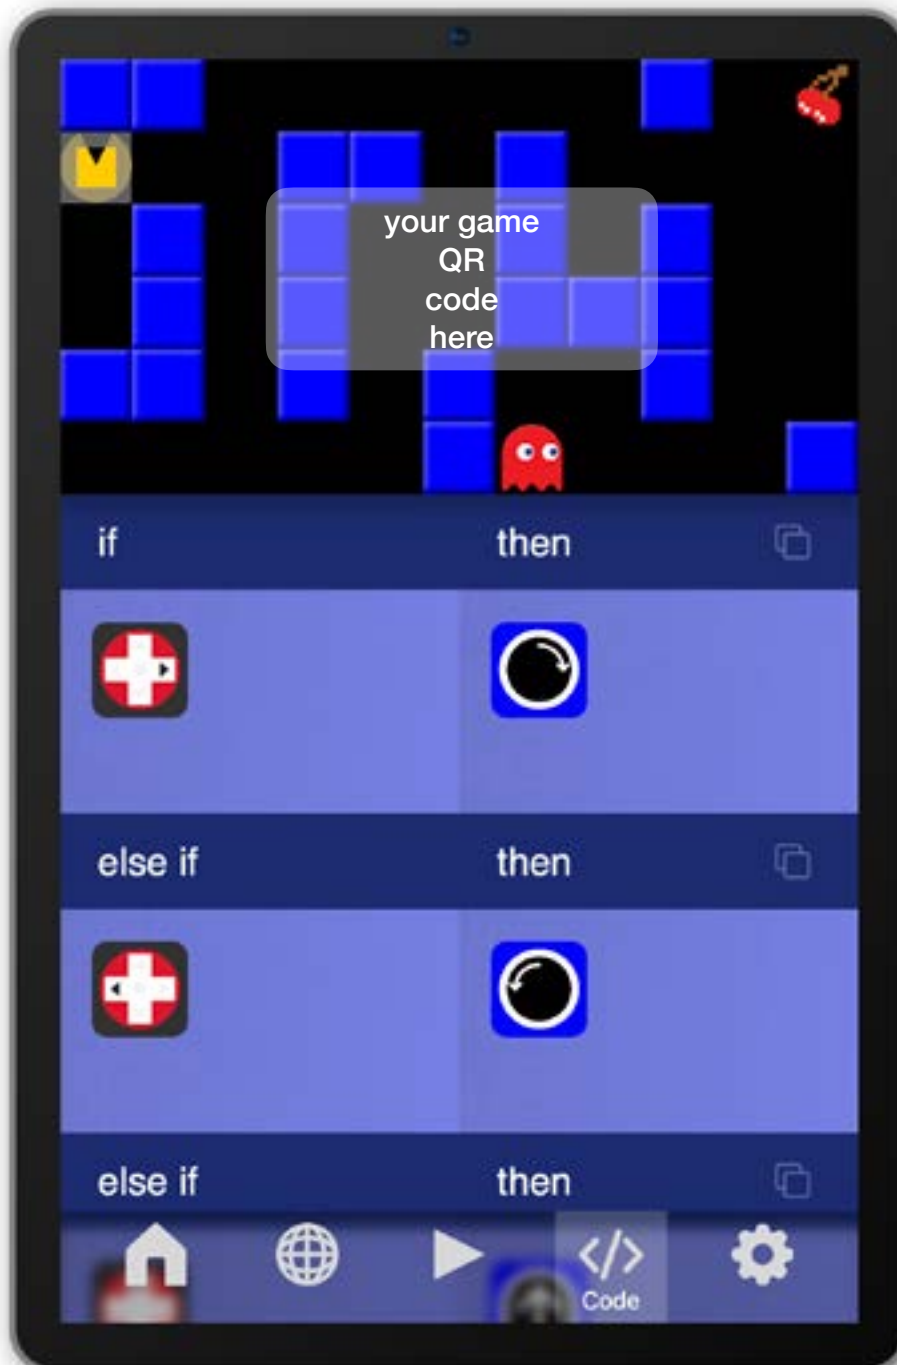 your game
QR
code
here
if then
else if then
else if then
Code